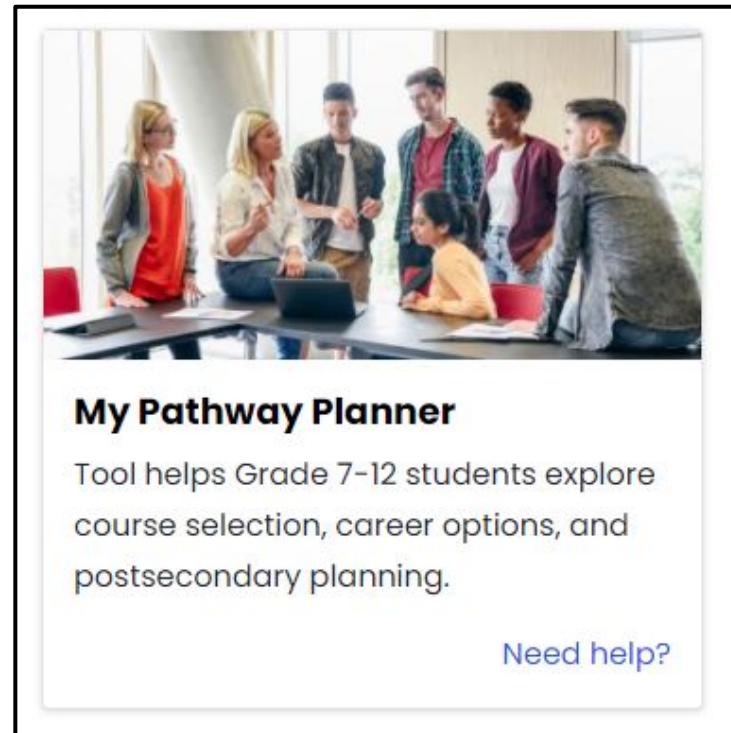 My Pathway Planner
Tool helps Grade 7-12 students explore
course selection, career options, and
postsecondary planning.
Need help?